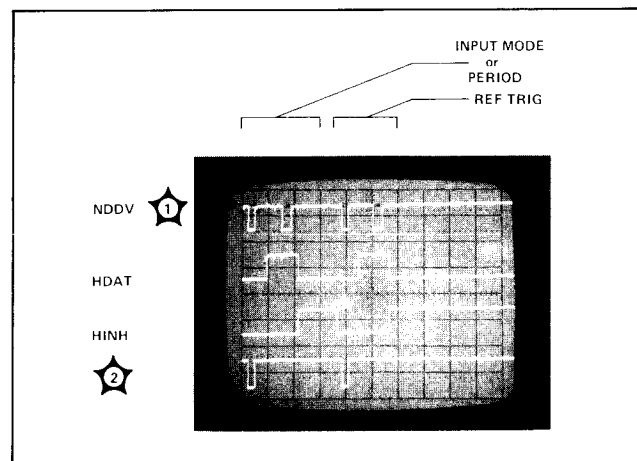 INPUT MODE
or
PERIOD
REF TRIG
NDDV 1
HDAT
HINH
2